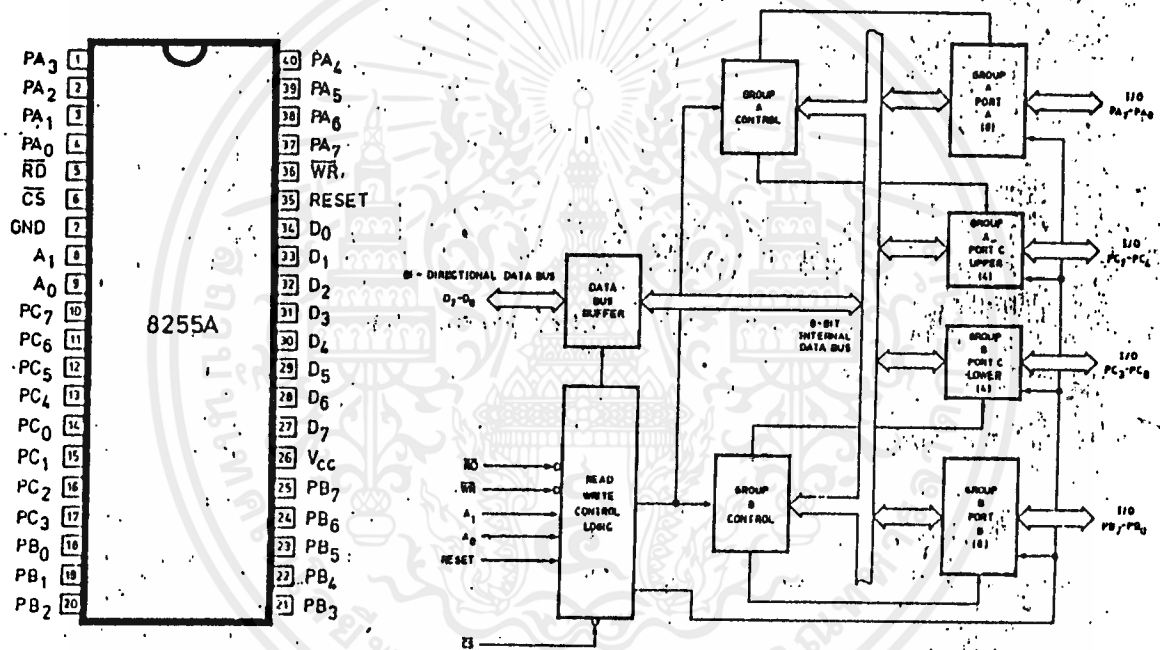 PA3 1
PA2 2
PA1 3
PA0 4
RD 5
CS 6
GND 7
A1 8
A0 9
PC7 10
PC6 11
PC5 12
PC4 13
PC0 14
PC1 15
PC2 16
PC3 17
PB0 18
PB1 19
PB2 20
8255A
40 PA4
39 PA5
38 PA6
37 PA7
36 WR
35 RESET
34 D0
33 D1
32 D2
31 D3
30 D4
29 D5
28 D6
27 D7
26 VCC
25 PB7
24 PB6
23 PB5
22 PB4
21 PB3
BI-DIRECTIONAL DATA BUS
D7-D0
DATA
BUS
BUFFER
RD
WR
A1
A0
RESET
CS
READ
WRITE
CONTROL
LOGIC
GROUP
A
CONTROL
GROUP
B
CONTROL
8-BIT
INTERNAL
DATA BUS
GROUP
A
PORT
A
(8)
I/O
PA7-PA0
GROUP
A
PORT C
UPPER
(4)
I/O
PC7-PC4
GROUP
B
PORT C
LOWER
(4)
I/O
PC3-PC0
GROUP
B
PORT
B
(8)
I/O
PB7-PB0